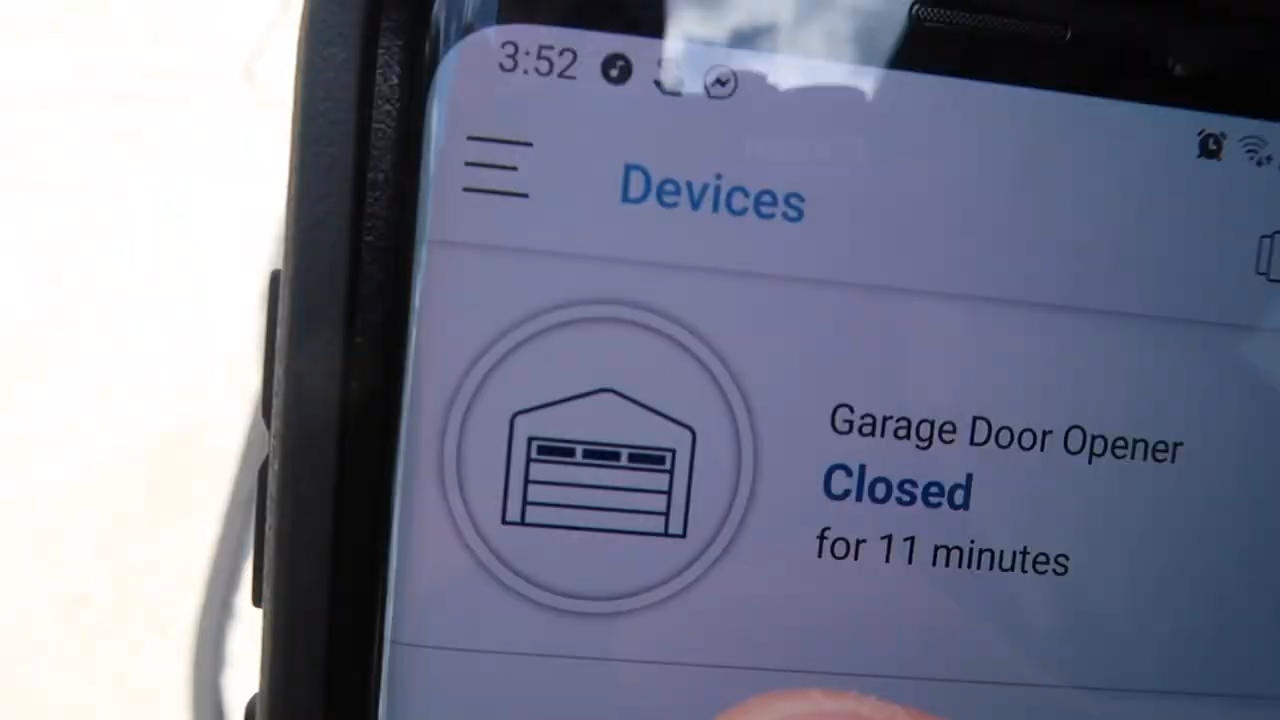 3:52
Devices
Garage Door Opener
Closed
for 11 minutes